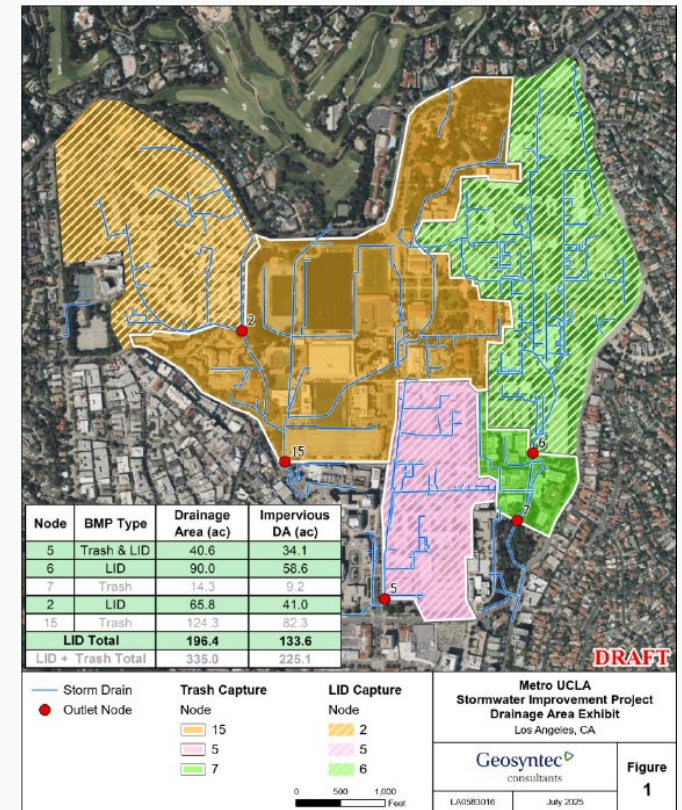 2
15
6
7
5
Node BMP Type Drainage Area (ac) Impervious DA (ac)
5 Trash & LID 40.6 34.1
6 LID 90.0 58.6
7 Trash 14.3 9.2
2 LID 65.8 41.0
15 Trash 124.3 82.3
LID Total 196.4 133.6
LID + Trash Total 335.0 225.1
DRAFT
Storm Drain
Outlet Node
Trash Capture
Node
15
5
7
LID Capture
Node
2
5
6
0 500 1,000
Feet
Metro UCLA
Stormwater Improvement Project
Drainage Area Exhibit
Los Angeles, CA
Geosyntec
consultants
Figure
1
LA0583016 July 2025